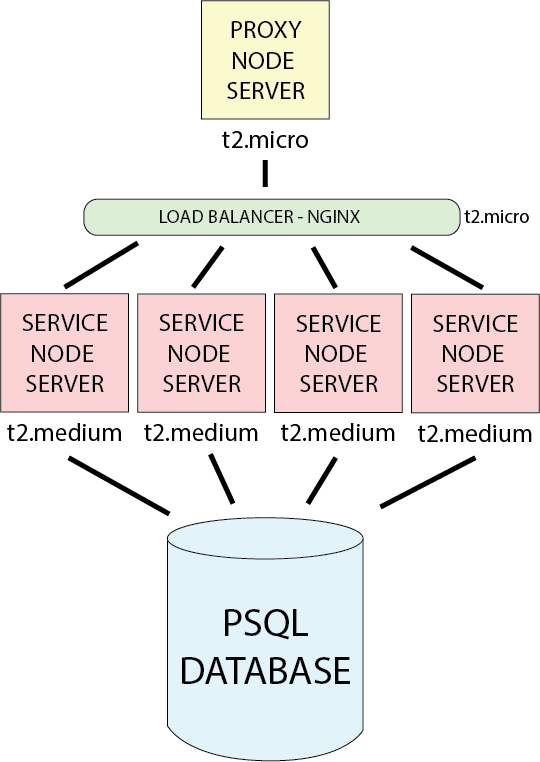 PROXY
NODE
SERVER
t2.micro
LOAD BALANCER - NGINX
t2.micro
SERVICE
NODE
SERVER
t2.medium
SERVICE
NODE
SERVER
t2.medium
SERVICE
NODE
SERVER
t2.medium
SERVICE
NODE
SERVER
t2.medium
PSQL
DATABASE